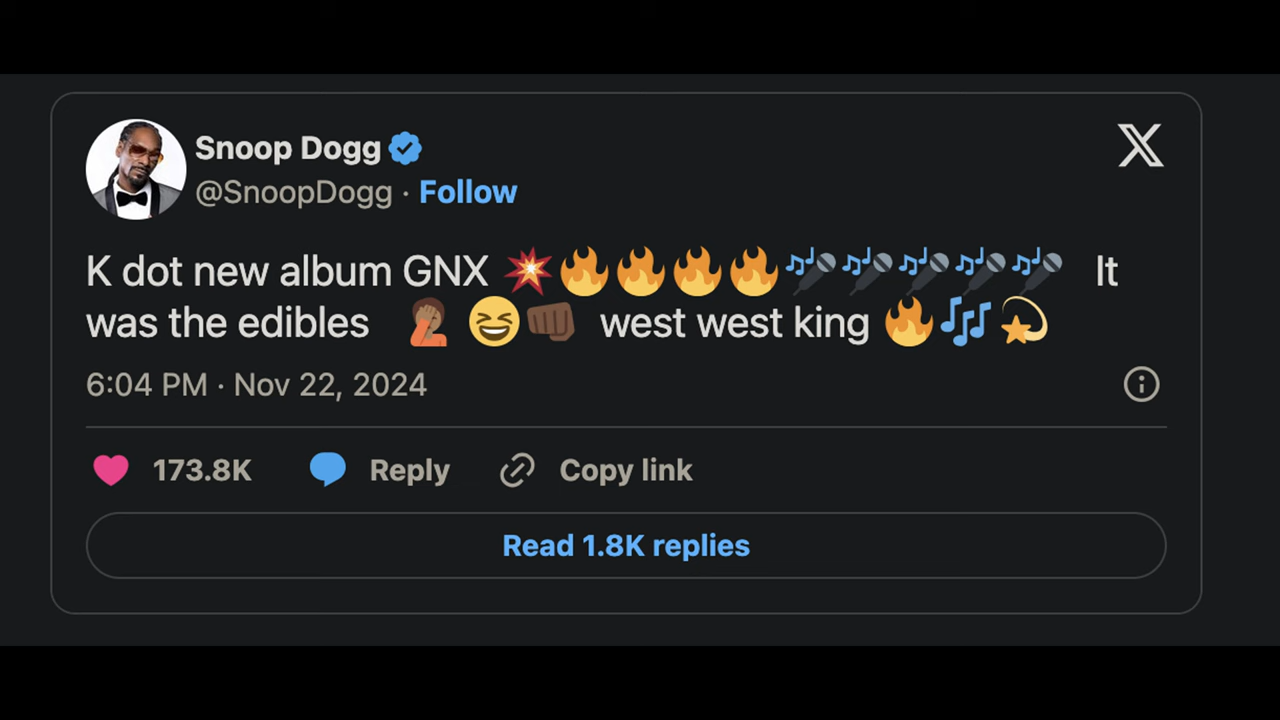 Snoop Dogg
@SnoopDogg · Follow
K dot new album GNX 💥🔥🔥🔥🔥🎶🎤🎶🎤🎶🎤🎶🎤🎶🎤 It
was the edibles 🤦🏾‍♂️ 😆👊🏿 west west king 🔥🎶💫
6:04 PM · Nov 22, 2024
173.8K Reply Copy link
Read 1.8K replies